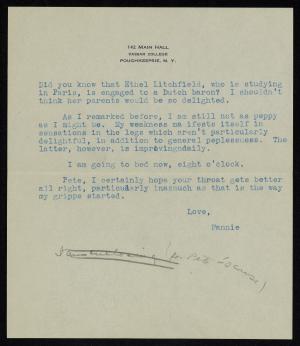 142 MAIN HALL
VASSAR COLLEGE
POUGHKEEPSIE, N. Y.
Did you know that Ethel Litchfield, who is studying
in Paris, is engaged to a Dutch baron? I shouldn't
think her parents would be so delighted.
As I remarked before, I am still not as peppy
as I might be. My weakness ma ifests itself in
sensations in the legs which aren't particularly
delightful, in addition to general peplessness. The
latter, however, is improvingdaily.
I am going to bed now, eight o'clock.
Pete, I certainly hope your throat gets better
all right, particularly inasmuch as that is the way
my grippe started.
Love,
Fannie